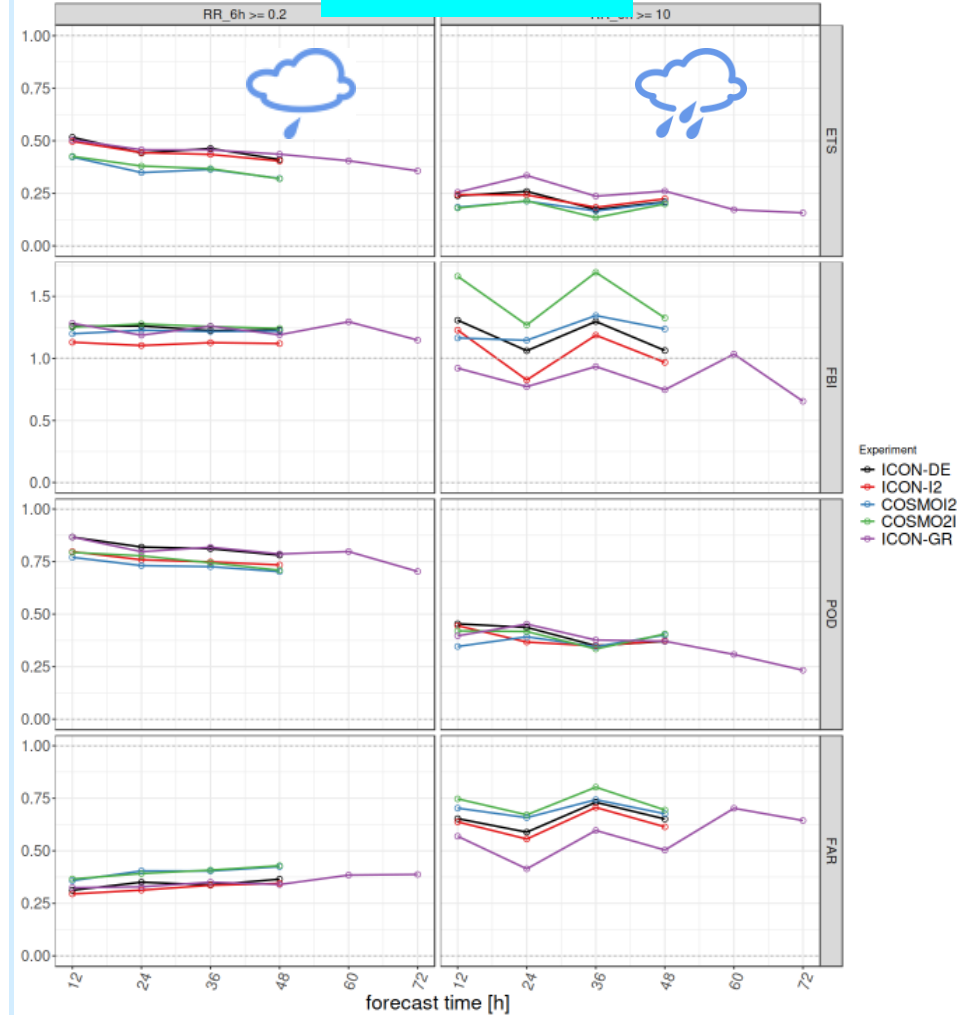 RR_6h >= 0.2
>= 10
1.00
0.75
0.50
0.25
0.00
ETS
1.5
1.0
0.5
0.0
FBI
1.00
0.75
0.50
0.25
0.00
POD
1.00
0.75
0.50
0.25
0.00
FAR
12 24 36 48 60 72 12 24 36 48 60 72
forecast time [h]
Experiment
ICON-DE
ICON-I2
COSMOI2
COSMO2I
ICON-GR